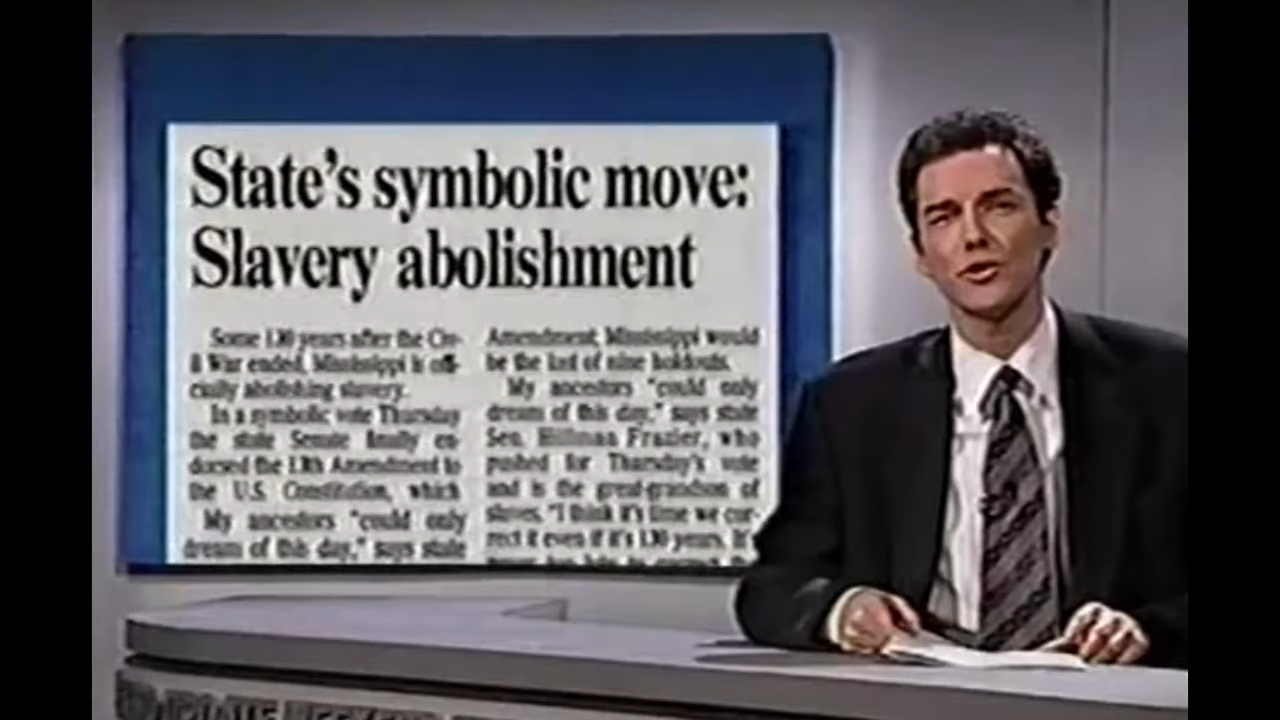 State's symbolic move:
Slavery abolishment
Some 130 years after the Civ-
il War ended, Mississippi is offi-
cially abolishing slavery.
In a symbolic vote Thursday
the state Senate finally en-
dorsed the 13th Amendment to
the U.S. Constitution, which
My ancestors "could only
dream of this day," says state
Amendment, Mississippi would
be the last of nine holdouts.
My ancestors "could only
dream of this day," says state
Sen. Hillman Frazier, who
pushed for Thursday's vote
and is the great-grandson of
slaves. "I think it's time we cor-
rect it even if it's 130 years. It's
UPDATE WEEKEND